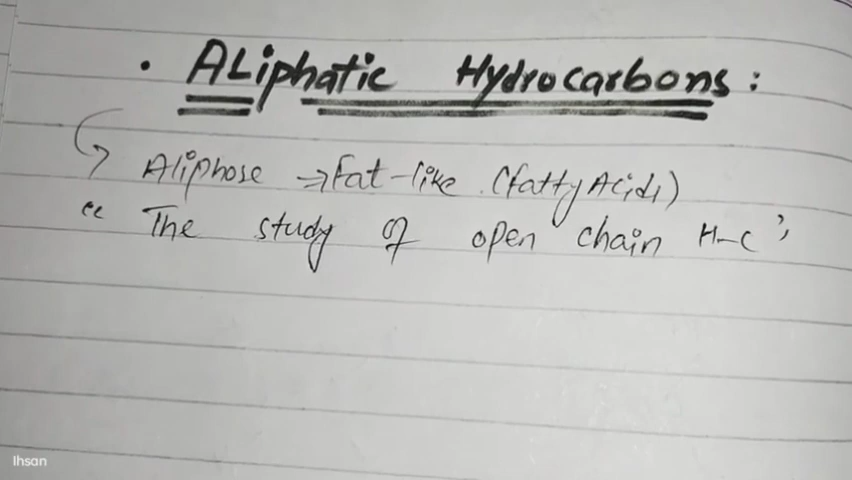 • ALiphatic Hydrocarbons:
Aliphose → Fat-like. (fatty Acids)
“ The study of open chain H-C ”
Ihsan